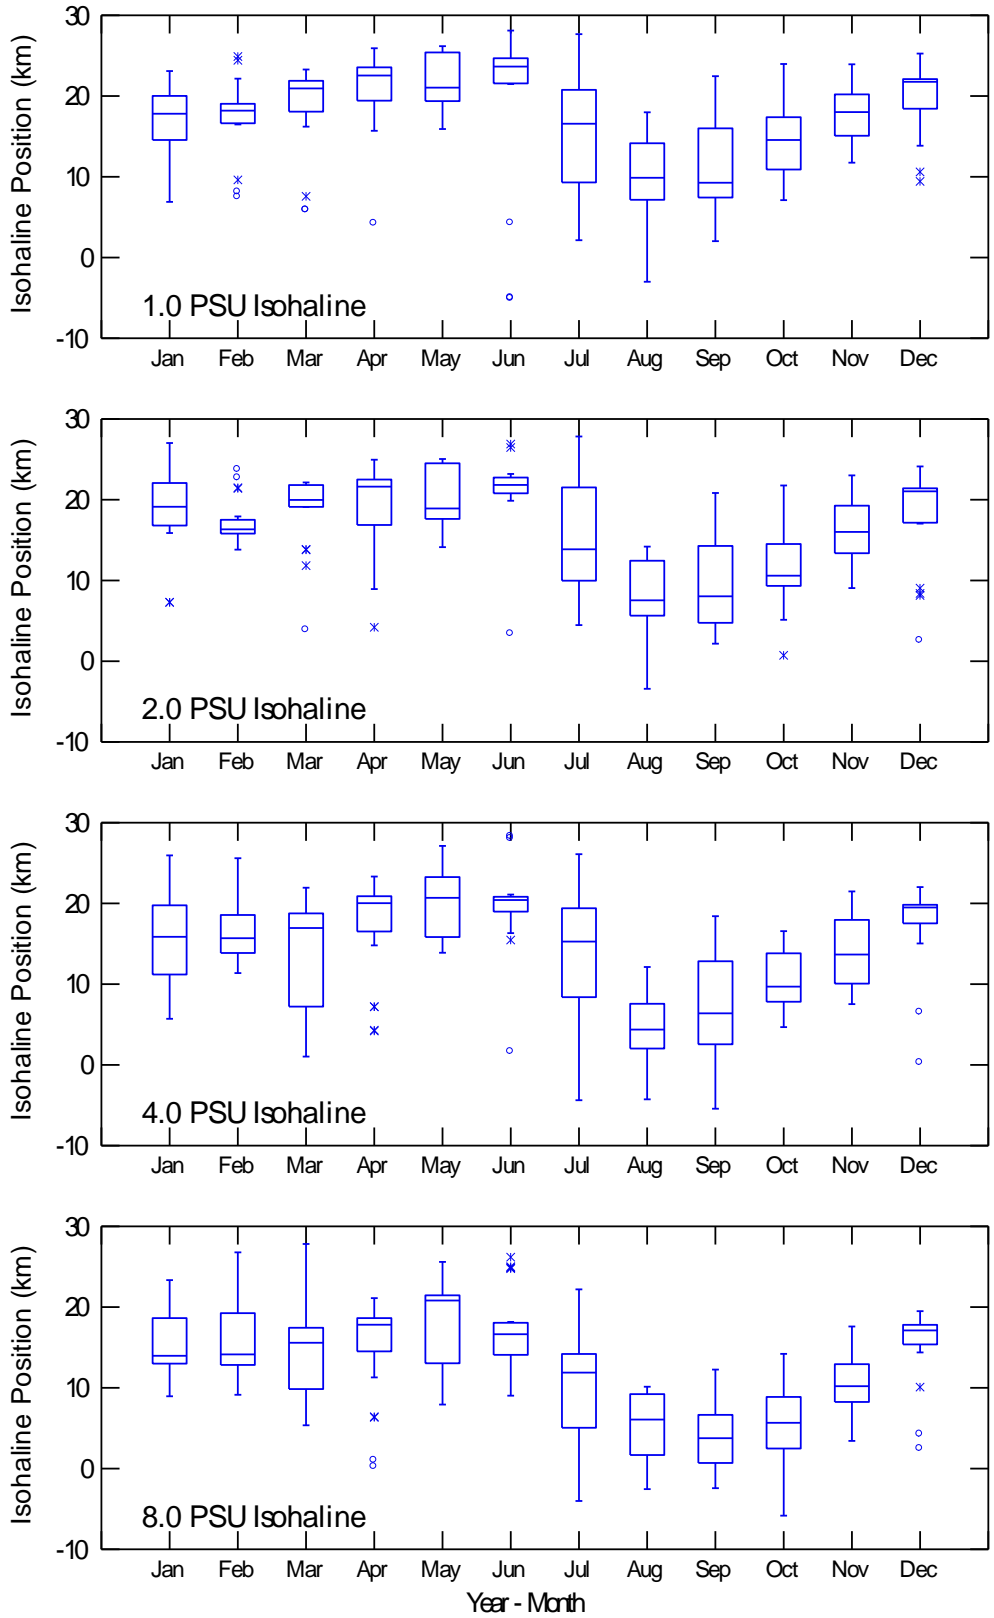 30
20
10
0
-10
Isohaline Position (km)
1.0 PSU Isohaline
Jan Feb Mar Apr May Jun Jul Aug Sep Oct Nov Dec
30
20
10
0
-10
Isohaline Position (km)
2.0 PSU Isohaline
Jan Feb Mar Apr May Jun Jul Aug Sep Oct Nov Dec
30
20
10
0
-10
Isohaline Position (km)
4.0 PSU Isohaline
Jan Feb Mar Apr May Jun Jul Aug Sep Oct Nov Dec
30
20
10
0
-10
Isohaline Position (km)
8.0 PSU Isohaline
Jan Feb Mar Apr May Jun Jul Aug Sep Oct Nov Dec
Year - Month